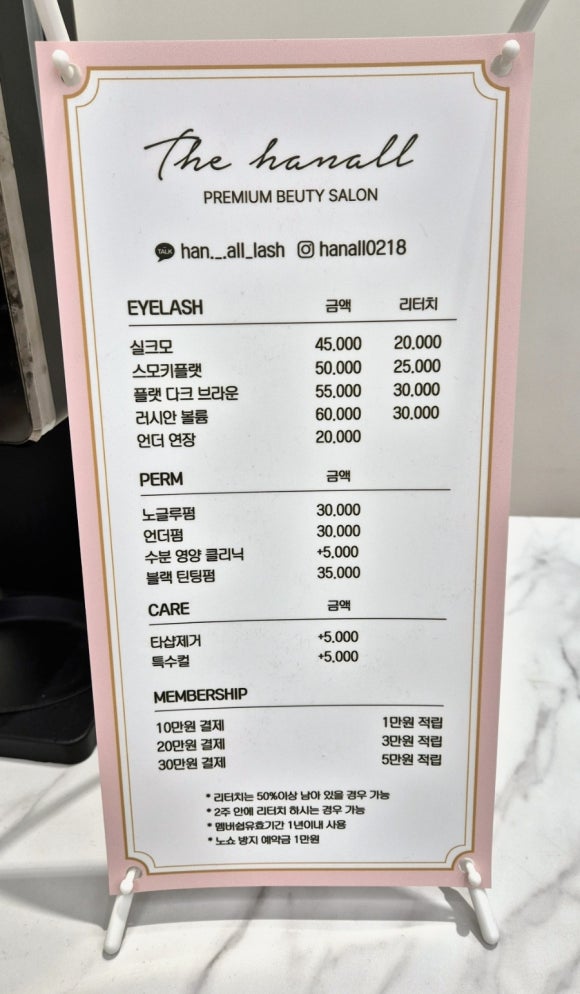 The hanall
PREMIUM BEUTY SALON
TALK han._.all_lash hanall0218
EYELASH 금액 리터치
실크모 45,000 20,000
스모키플랫 50,000 25,000
플랫 다크 브라운 55,000 30,000
러시안 볼륨 60,000 30,000
언더 연장 20,000
PERM 금액
노글루펌 30,000
언더펌 30,000
수분 영양 클리닉 +5,000
블랙 틴팅펌 35,000
CARE 금액
타샵제거 +5,000
특수컬 +5,000
MEMBERSHIP
10만원 결제 1만원 적립
20만원 결제 3만원 적립
30만원 결제 5만원 적립
* 리터치는 50%이상 남아 있을 경우 가능
* 2주 안에 리터치 하시는 경우 가능
* 멤버쉽유효기간 1년이내 사용
* 노쇼 방지 예약금 1만원